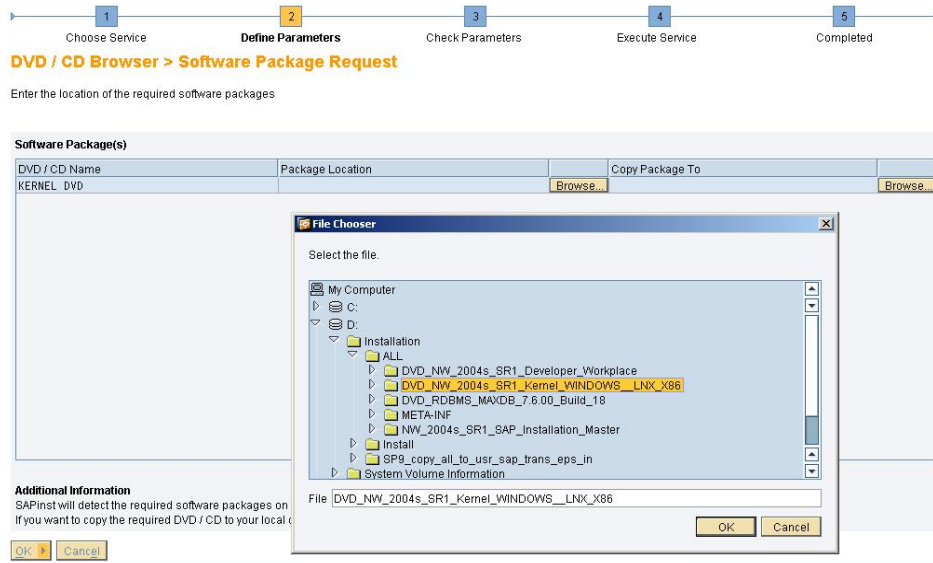 1 2 3 4 5
Choose Service Define Parameters Check Parameters Execute Service Completed
DVD / CD Browser > Software Package Request
Enter the location of the required software packages
Software Package(s)
DVD / CD Name Package Location Copy Package To
KERNEL DVD Browse... Browse...
File Chooser
Select the file.
My Computer
C:
D:
Installation
ALL
DVD_NW_2004s_SR1_Developer_Workplace
DVD_NW_2004s_SR1_Kernel_WINDOWS__LNX_X86
DVD_RDBMS_MAXDB_7.6.00_Build_18
META-INF
NW_2004s_SR1_SAP_Installation_Master
Install
SP9_copy_all_to_usr_sap_trans_eps_in
System Volume Information
File DVD_NW_2004s_SR1_Kernel_WINDOWS__LNX_X86
OK Cancel
Additional Information
SAPinst will detect the required software packages on
If you want to copy the required DVD / CD to your local
OK Cancel